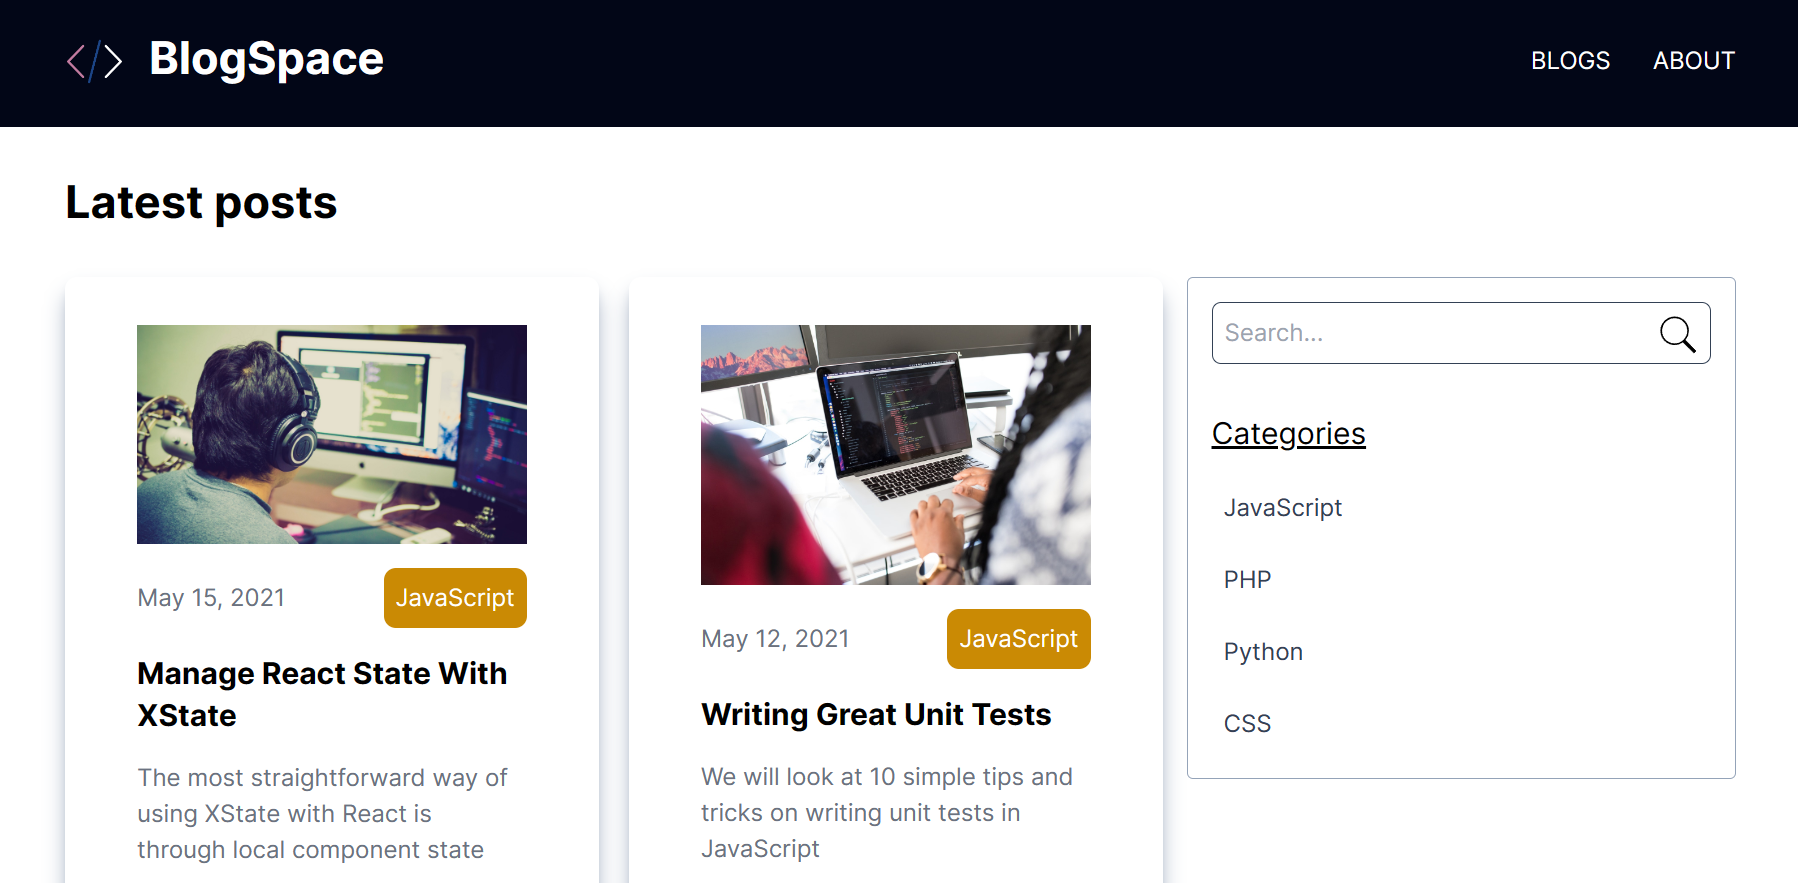 BlogSpace
BLOGS
ABOUT
Latest posts
May 15, 2021
JavaScript
Manage React State With
XState
The most straightforward way of
using XState with React is
through local component state
May 12, 2021
JavaScript
Writing Great Unit Tests
We will look at 10 simple tips and
tricks on writing unit tests in
JavaScript
Search...
Categories
JavaScript
PHP
Python
CSS